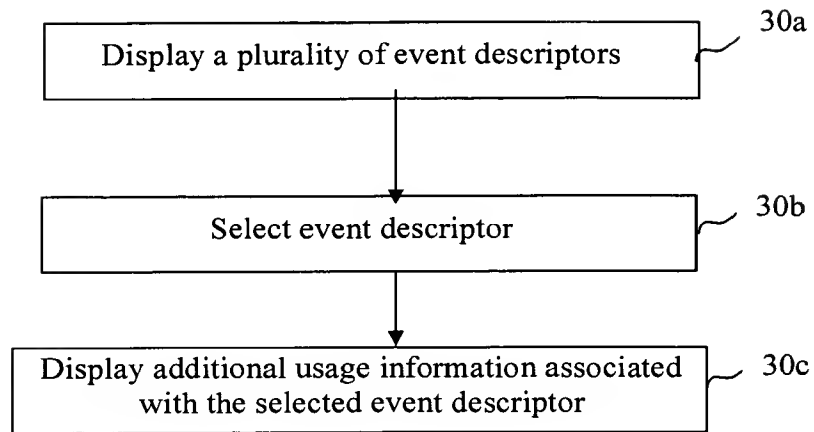 30a
Display a plurality of event descriptors
30b
Select event descriptor
30c
Display additional usage information associated
with the selected event descriptor